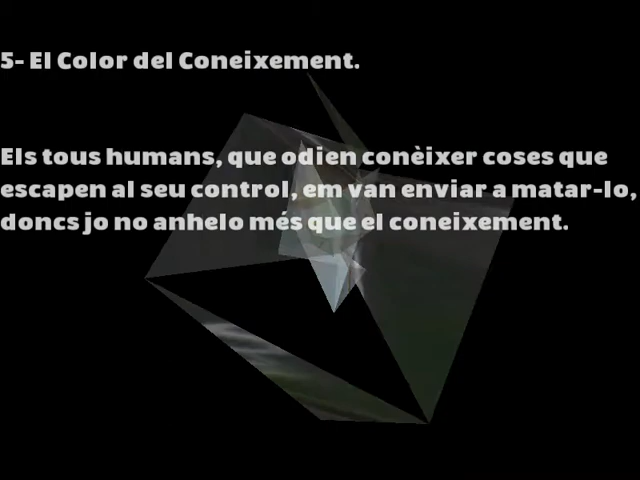 5- El Color del Coneixement.
Els tous humans, que odien conèixer coses que
escapen al seu control, em van enviar a matar-lo,
doncs jo no anhelo més que el coneixement.